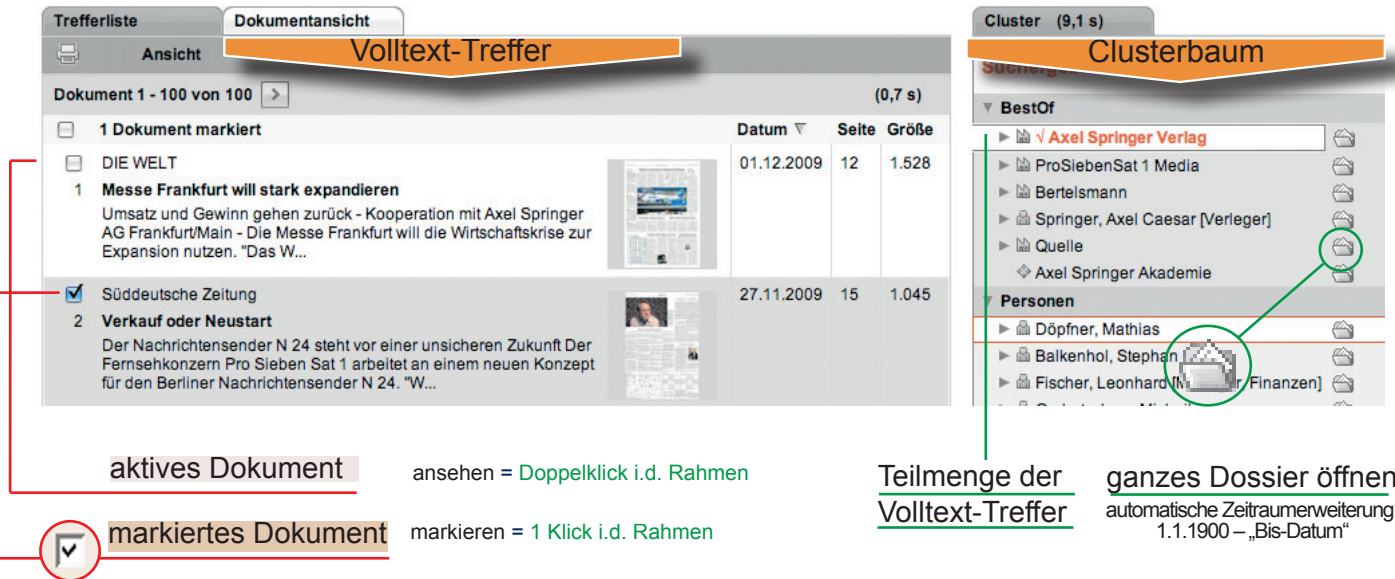 Trefferliste
Dokumentansicht
Ansicht
Volltext-Treffer
Dokument 1 - 100 von 100 >
(0,7 s)
1 Dokument markiert
Datum
Seite
Größe
DIE WELT
01.12.2009
12
1.528
1
Messe Frankfurt will stark expandieren
Umsatz und Gewinn gehen zurück - Kooperation mit Axel Springer
AG Frankfurt/Main - Die Messe Frankfurt will die Wirtschaftskrise zur
Expansion nutzen. "Das W...
Süddeutsche Zeitung
27.11.2009
15
1.045
2
Verkauf oder Neustart
Der Nachrichtensender N 24 steht vor einer unsicheren Zukunft Der
Fernsehkonzern Pro Sieben Sat 1 arbeitet an einem neuen Konzept
für den Berliner Nachrichtensender N 24. "W...
aktives Dokument
ansehen = Doppelklick i.d. Rahmen
markiertes Dokument
markieren = 1 Klick i.d. Rahmen
Cluster (9,1 s)
Clusterbaum
BestOf
√ Axel Springer Verlag
ProSiebenSat 1 Media
Bertelsmann
Springer, Axel Caesar [Verleger]
Quelle
Axel Springer Akademie
Personen
Döpfner, Mathias
Balkenhol, Stephan
Fischer, Leonhard Finanzen]
Teilmenge der
Volltext-Treffer
ganzes Dossier öffnen
automatische Zeitraumerweiterung
1.1.1900 – „Bis-Datum“